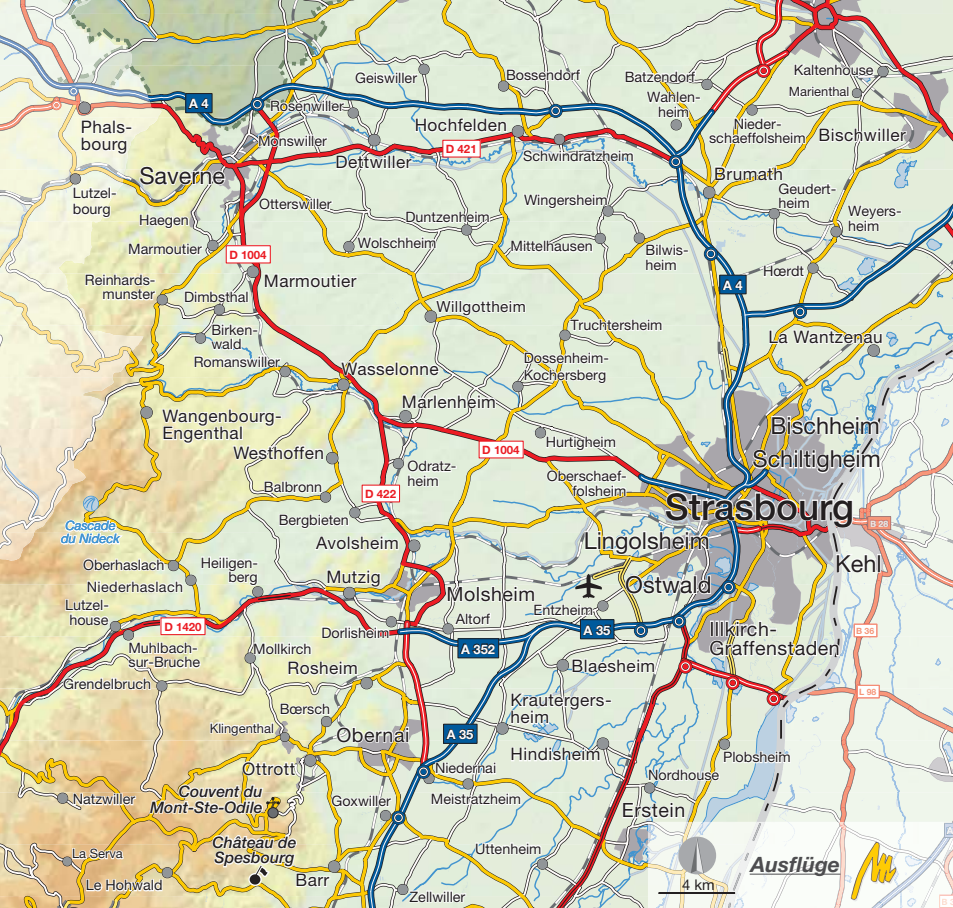 Geiswiller
Bossendorf
Batzendorf
Kaltenhouse
Marienthal
A 4
Rosenwiller
Wahlen-
heim
Phals-
bourg
Monswiller
Hochfelden
Nieder-
schaeffolsheim
Bischwiller
D 421
Dettwiller
Schwindratzheim
Saverne
Brumath
Lutzel-
bourg
Geudert-
heim
Haegen
Otterswiller
Wingersheim
Duntzenheim
Weyers-
heim
Marmoutier
Wolschheim
Mittelhausen
Bilwis-
heim
D 1004
Hœrdt
Reinhards-
munster
Marmoutier
A 4
Dimbsthal
Willgottheim
Birken-
wald
Truchtersheim
La Wantzenau
Romanswiller
Wasselonne
Dossenheim-
Kochersberg
Wangenbourg-
Engenthal
Marlenheim
Bischheim
Hurtigheim
D 1004
Westhoffen
Schiltigheim
Odratz-
heim
Oberschaef-
folsheim
Balbronn
D 422
Strasbourg
Bergbieten
Cascade
du Nideck
B 28
Avolsheim
Lingolsheim
Oberhaslach
Heiligen-
berg
Kehl
Niederhaslach
Mutzig
Ostwald
Molsheim
Lutzel-
house
Entzheim
Altorf
D 1420
Dorlisheim
A 35
B 36
Illkirch-
Graffenstaden
A 352
Muhlbach-
sur-Bruche
Mollkirch
Rosheim
Blaesheim
Grendelbruch
L 98
Krautergers-
heim
Bœrsch
Klingenthal
Obernai
A 35
Hindisheim
Plobsheim
Ottrott
Niedernai
Nordhouse
Couvent du
Mont-Ste-Odile
Natzwiller
Goxwiller
Meistratzheim
Erstein
Château de
Spesbourg
La Serva
Uttenheim
Ausflüge
Barr
Le Hohwald
4 km
Zellwiller